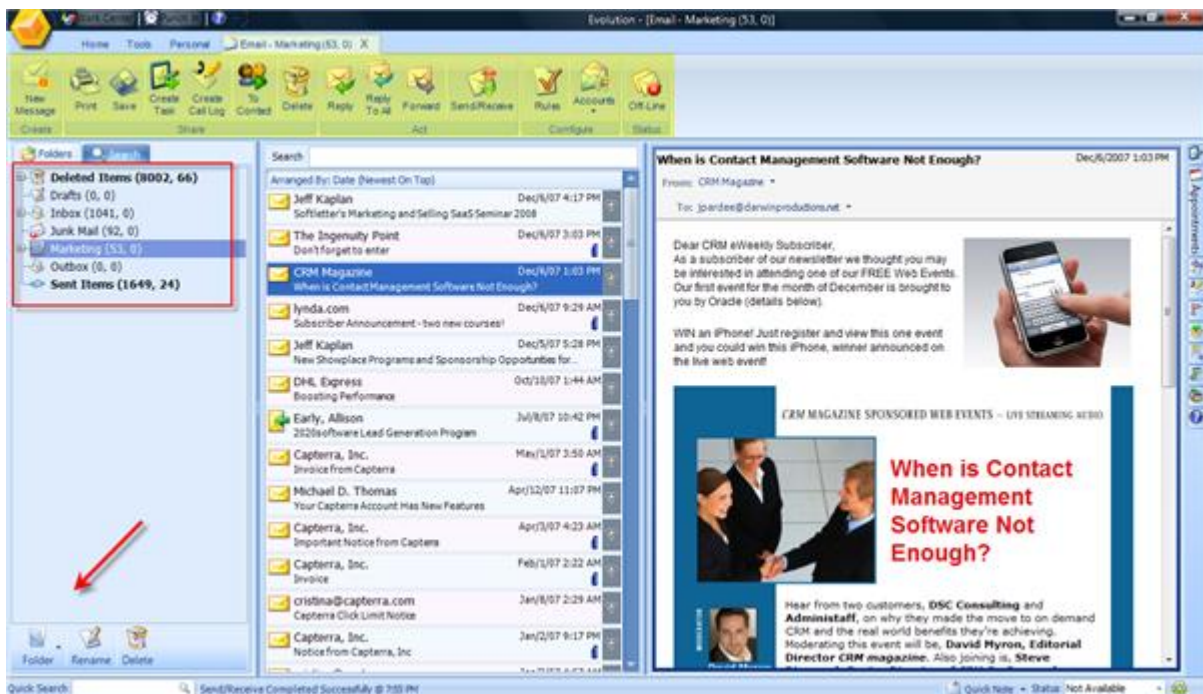 Evolution - [Email - Marketing (53, 0)]
Home Tools Personal Email - Marketing (53, 0) X
New Message
Print
Save
Create Task
Create Call Log
To Contact
Delete
Reply
Reply To All
Forward
Send/Receive
Rules
Accounts
Off-Line
Create Share Act Configure Status
Folders Search
Deleted Items (8002, 66)
Drafts (0, 0)
Inbox (1041, 0)
Junk Mail (92, 0)
Marketing (53, 0)
Outbox (0, 0)
Sent Items (1649, 24)
Folder Rename Delete
Search
Arranged By: Date (Newest On Top)
Jeff Kaplan Dec/6/07 4:17 PM
Softletter's Marketing and Selling SaaS Seminar 2008
The Ingenuity Point Dec/6/07 3:03 PM
Don't forget to enter
CRM Magazine Dec/6/07 1:03 PM
When is Contact Management Software Not Enough?
lynda.com Dec/6/07 9:29 AM
Subscriber Announcement - two new courses!
Jeff Kaplan Dec/5/07 5:28 PM
New Showplace Programs and Sponsorship Opportunities for...
DHL Express Oct/10/07 1:44 AM
Boosting Performance
Early, Allison Jul/8/07 10:42 PM
2020software Lead Generation Program
Capterra, Inc. May/1/07 3:50 AM
Invoice from Capterra
Michael D. Thomas Apr/12/07 11:07 PM
Your Capterra Account Has New Features
Capterra, Inc. Apr/3/07 4:23 AM
Important Notice from Capterra
Capterra, Inc. Feb/1/07 2:22 AM
Invoice
cristina@capterra.com Jan/8/07 2:29 AM
Capterra Click Limit Notice
Capterra, Inc. Jan/2/07 9:17 PM
Notice from Capterra, Inc
When is Contact Management Software Not Enough? Dec/6/2007 1:03 PM
From: CRM Magazine
To: jpardee@darwinproductions.net
Dear CRM eWeekly Subscriber,
As a subscriber of our newsletter we thought you may
be interested in attending one of our FREE Web Events.
Our first event for the month of December is brought to
you by Oracle (details below).
WIN an iPhone! Just register and view this one event
and you could win this iPhone, winner announced on
the live web event!
CRM MAGAZINE SPONSORED WEB EVENTS – LIVE STREAMING AUDIO
When is Contact
Management
Software Not
Enough?
MODERATOR
Hear from two customers, DSC Consulting and
Administaff, on why they made the move to on demand
CRM and the real world benefits they're achieving.
Moderating this event will be, David Myron, Editorial
Director CRM magazine. Also joining is, Steve
David Myron
Appointments
Quick Search Send/Receive Completed Successfully @ 7:55 PM Quick Note Status Not Available